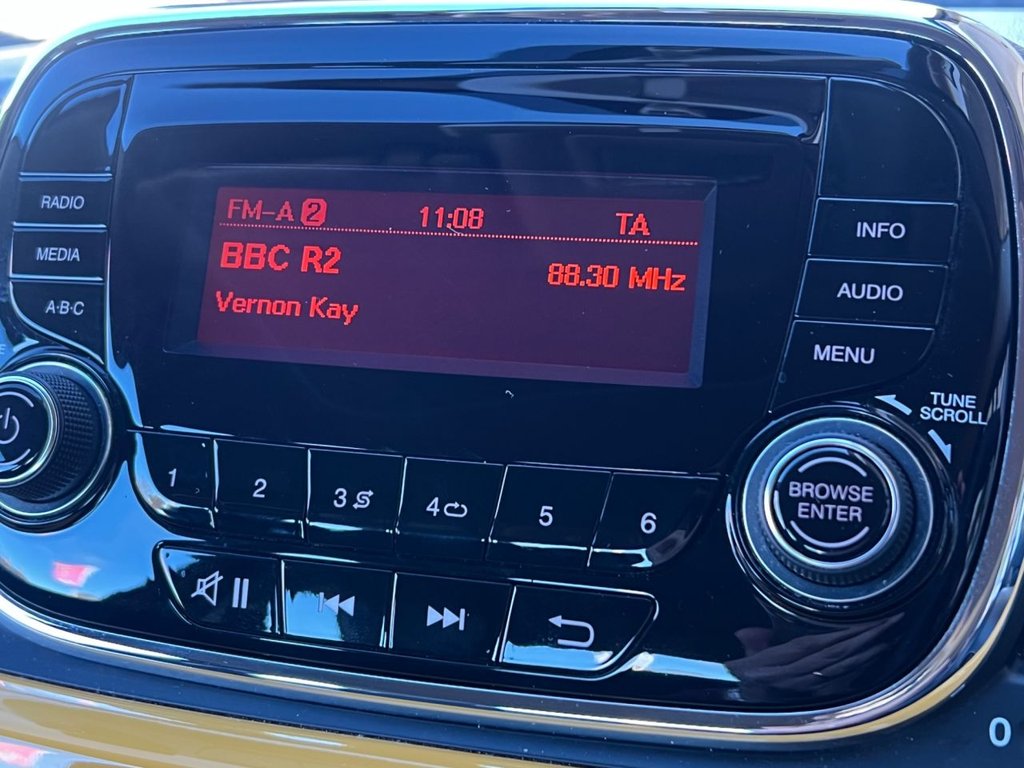 FM-A 2 11:08 TA
BBC R2
88.30 MHz
Vernon Kay
RADIO
MEDIA
A·B·C
INFO
AUDIO
MENU
TUNE
SCROLL
BROWSE
ENTER
1 2 3 4 5 6
0